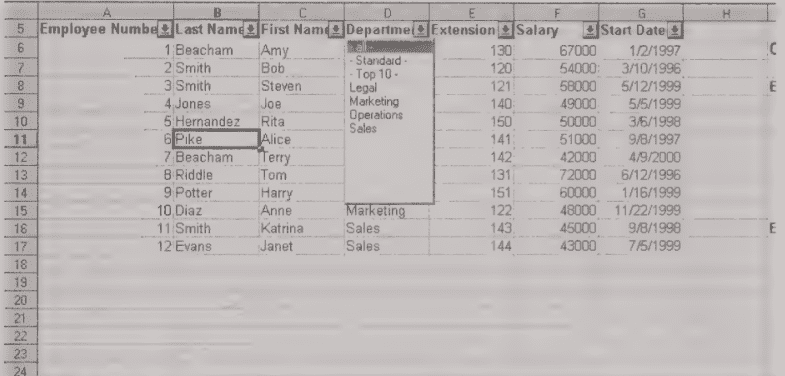 A B C D E F G H
5 Employee Numbe Last Name First Name Departme Extension Salary Start Date
6 1 Beacham Amy 130 67000 1/2/1997
- Standard -
7 2 Smith Bob 120 54000 3/10/1996
- Top 10 -
8 3 Smith Steven Legal 121 58000 5/12/1999 E
9 4 Jones Joe Marketing 140 49000 5/5/1999
10 5 Hernandez Rita Operations 150 50000 3/6/1998
Sales
11 6 Pike Alice 141 51000 9/8/1997
12 7 Beacham Terry 142 42000 4/9/2000
13 8 Riddle Tom 131 72000 6/12/1996
14 9 Potter Harry 151 60000 1/16/1999
15 10 Diaz Anne Marketing 122 48000 11/22/1999
16 11 Smith Katrina Sales 143 45000 9/8/1998 E
17 12 Evans Janet Sales 144 43000 7/5/1999
18
19
20
21
22
23
24